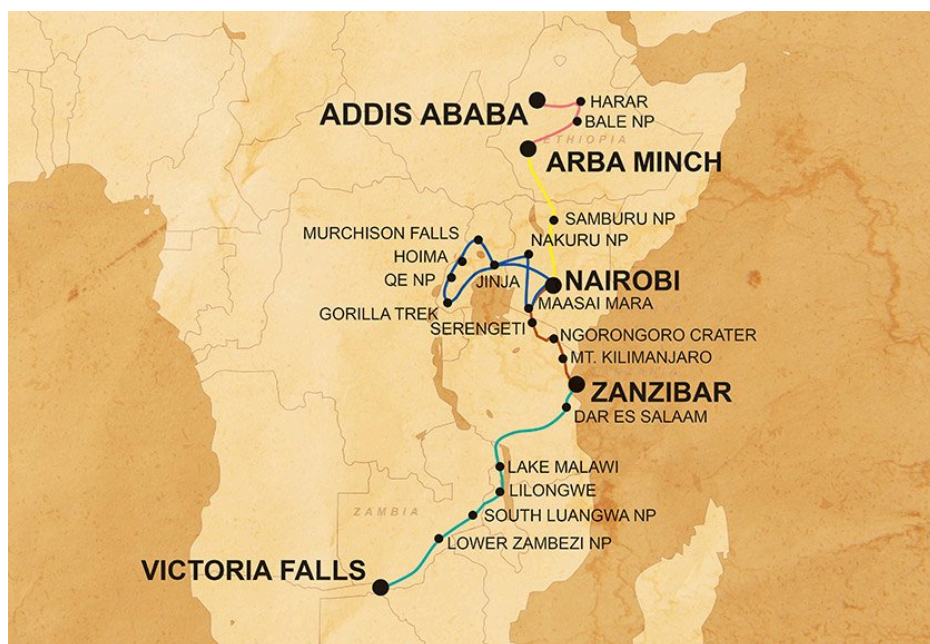 ADDIS ABABA
HARAR
BALE NP
ETHIOPIA
ARBA MINCH
SAMBURU NP
MURCHISON FALLS
NAKURU NP
HOIMA
QE NP
JINJA
NAIROBI
GORILLA TREK
MAASAI MARA
SERENGETI
NGORONGORO CRATER
MT. KILIMANJARO
ZANZIBAR
DAR ES SALAAM
LAKE MALAWI
LILONGWE
ZAMBIA
SOUTH LUANGWA NP
LOWER ZAMBEZI NP
VICTORIA FALLS